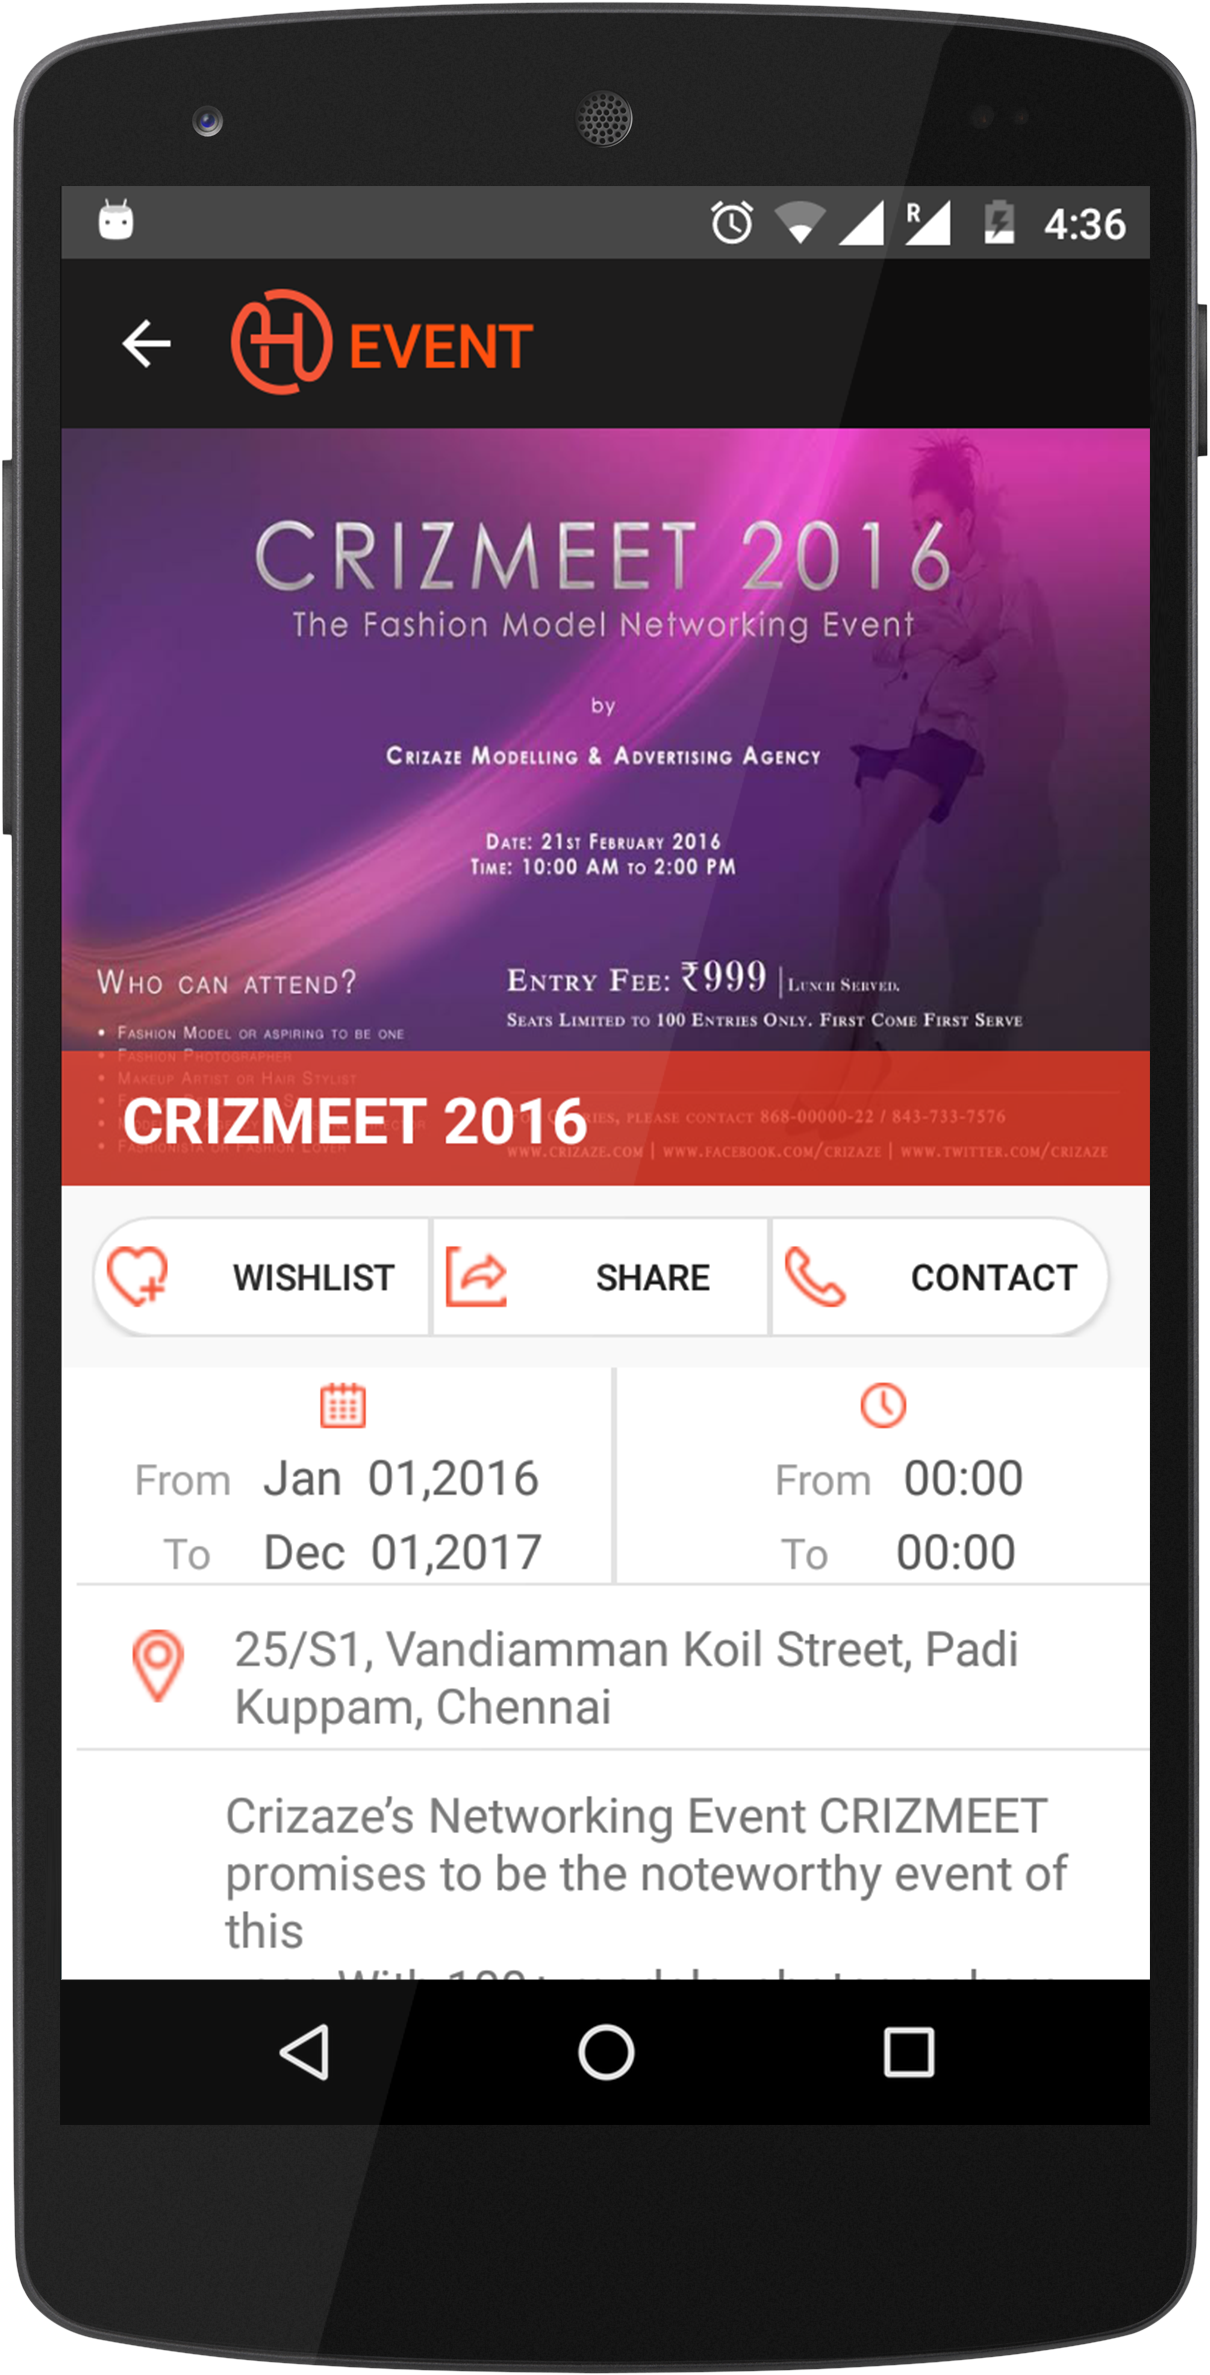 R 4:36
EVENT
CRIZMEET 2016
The Fashion Model Networking Event
by
CRIZAZE MODELLING & ADVERTISING AGENCY
DATE: 21ST FEBRUARY 2016
TIME: 10:00 AM TO 2:00 PM
WHO CAN ATTEND?
• FASHION MODEL OR ASPIRING TO BE ONE
• FASHION PHOTOGRAPHER
• MAKEUP ARTIST OR HAIR STYLIST
• FASHIONISTA OR FASHION LOVER
ENTRY FEE: ₹999 | LUNCH SERVED.
SEATS LIMITED TO 100 ENTRIES ONLY. FIRST COME FIRST SERVE
PLEASE CONTACT 868-00000-22 / 843-733-7576
WWW.CRIZAZE.COM | WWW.FACEBOOK.COM/CRIZAZE | WWW.TWITTER.COM/CRIZAZE
CRIZMEET 2016
WISHLIST SHARE CONTACT
From Jan 01,2016
To Dec 01,2017
From 00:00
To 00:00
25/S1, Vandiamman Koil Street, Padi
Kuppam, Chennai
Crizaze’s Networking Event CRIZMEET
promises to be the noteworthy event of
this